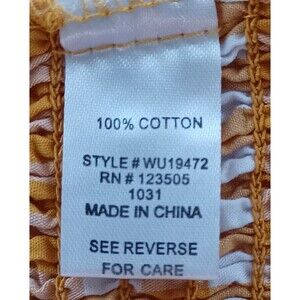 100% COTTON
STYLE # WU19472
RN # 123505
1031
MADE IN CHINA
SEE REVERSE
FOR CARE